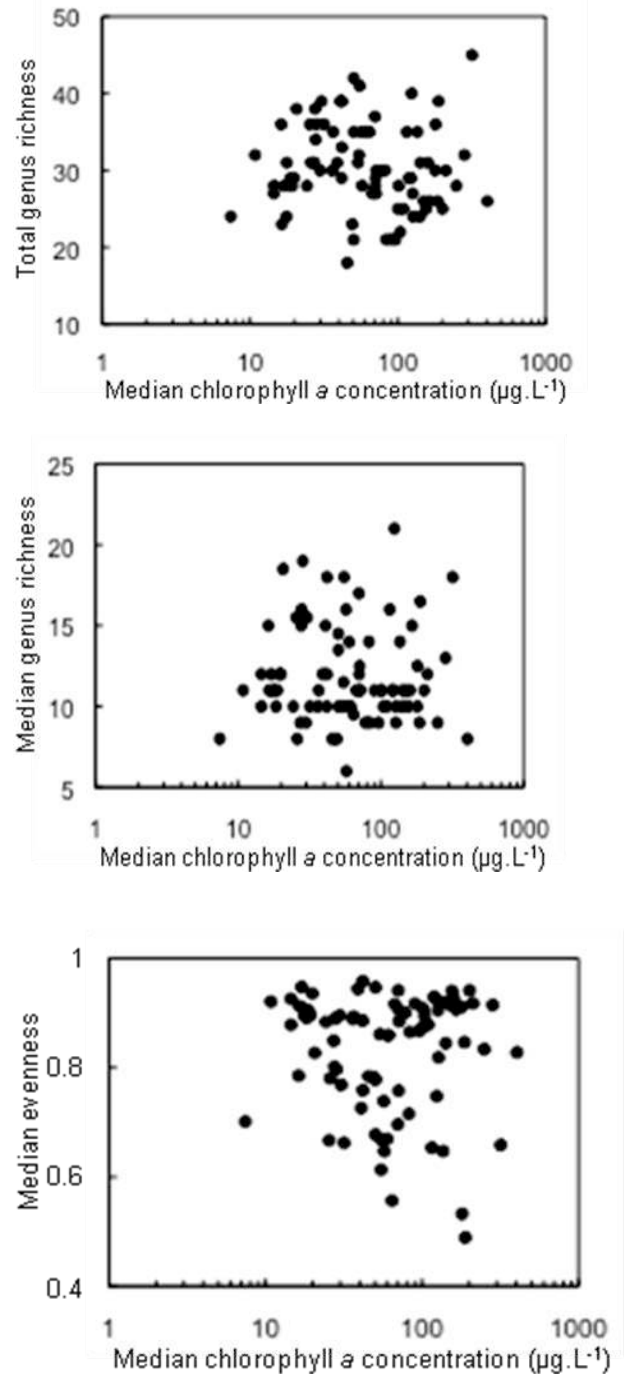 50
40
30
20
10
Total genus richness
1 10 100 1000
Median chlorophyll a concentration (µg.L-1)
25
20
15
10
5
Median genus richness
1 10 100 1000
Median chlorophyll a concentration (µg.L-1)
1
0.8
0.6
0.4
Median evenness
1 10 100 1000
Median chlorophyll a concentration (µg.L-1)